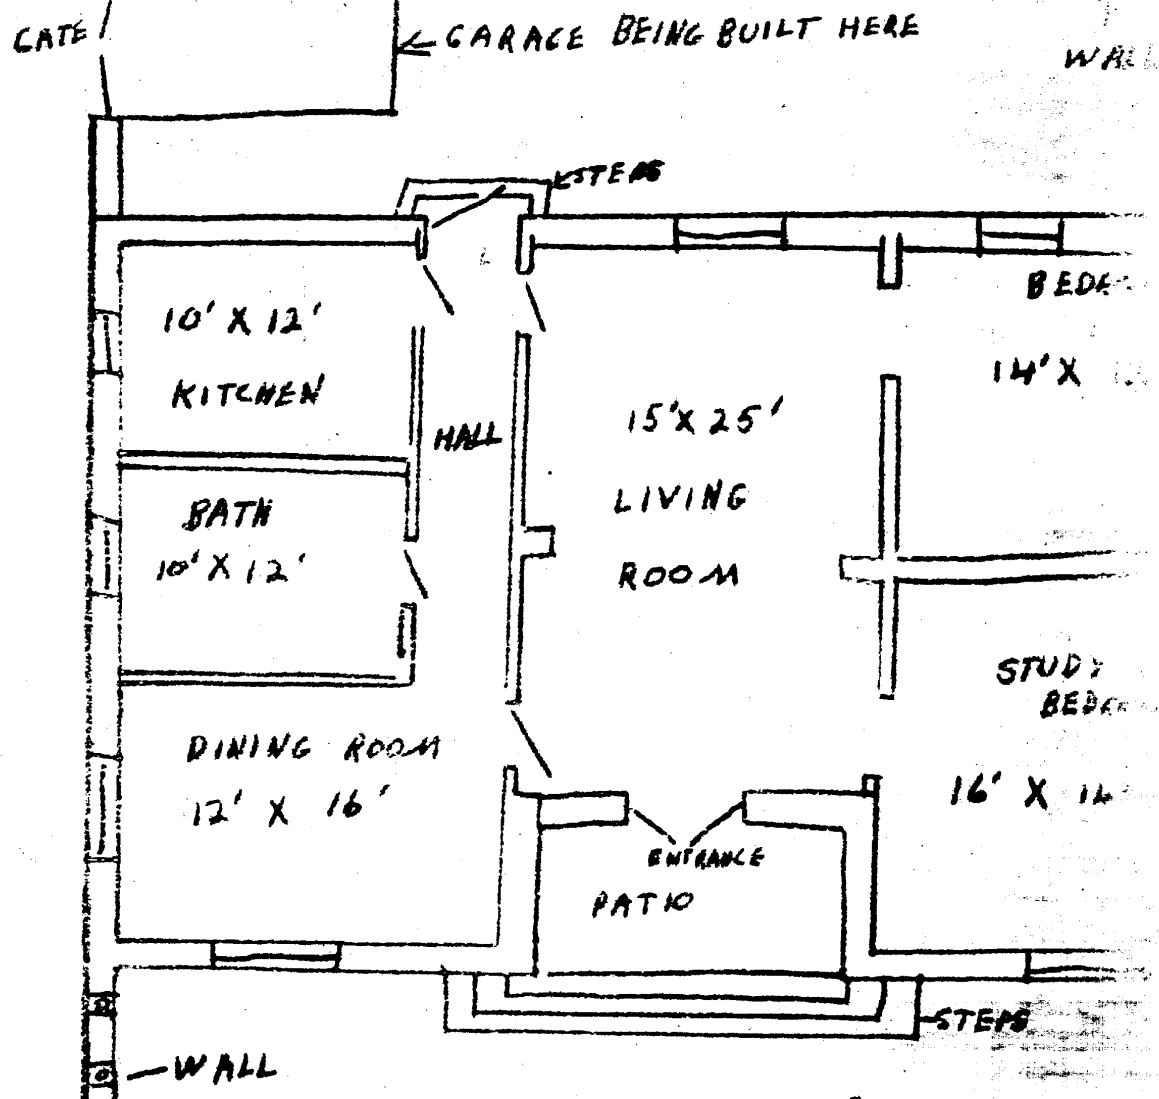 GATE
GARAGE BEING BUILT HERE
STEPS
10' X 12'
KITCHEN
HALL
15' X 25'
LIVING
ROOM
14' X
BATH
10' X 12'
STUDY
DINING ROOM
12' X 16'
16' X
ENTRANCE
PATIO
STEPS
WALL